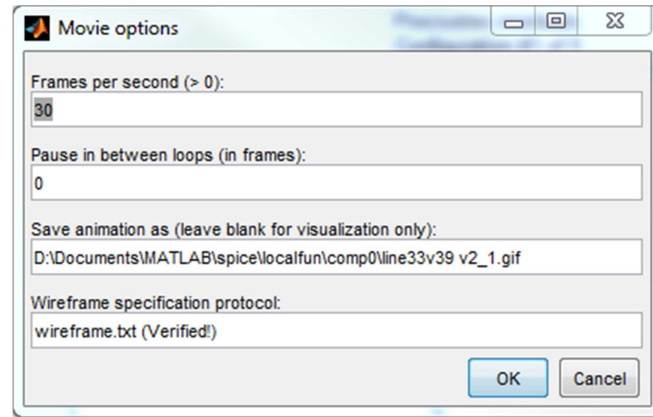 Movie options
Frames per second (> 0):
30
Pause in between loops (in frames):
0
Save animation as (leave blank for visualization only):
D:\Documents\MATLAB\spice\localfun\comp0\line33v39 v2_1.gif
Wireframe specification protocol:
wireframe.txt (Verified!)
OK Cancel